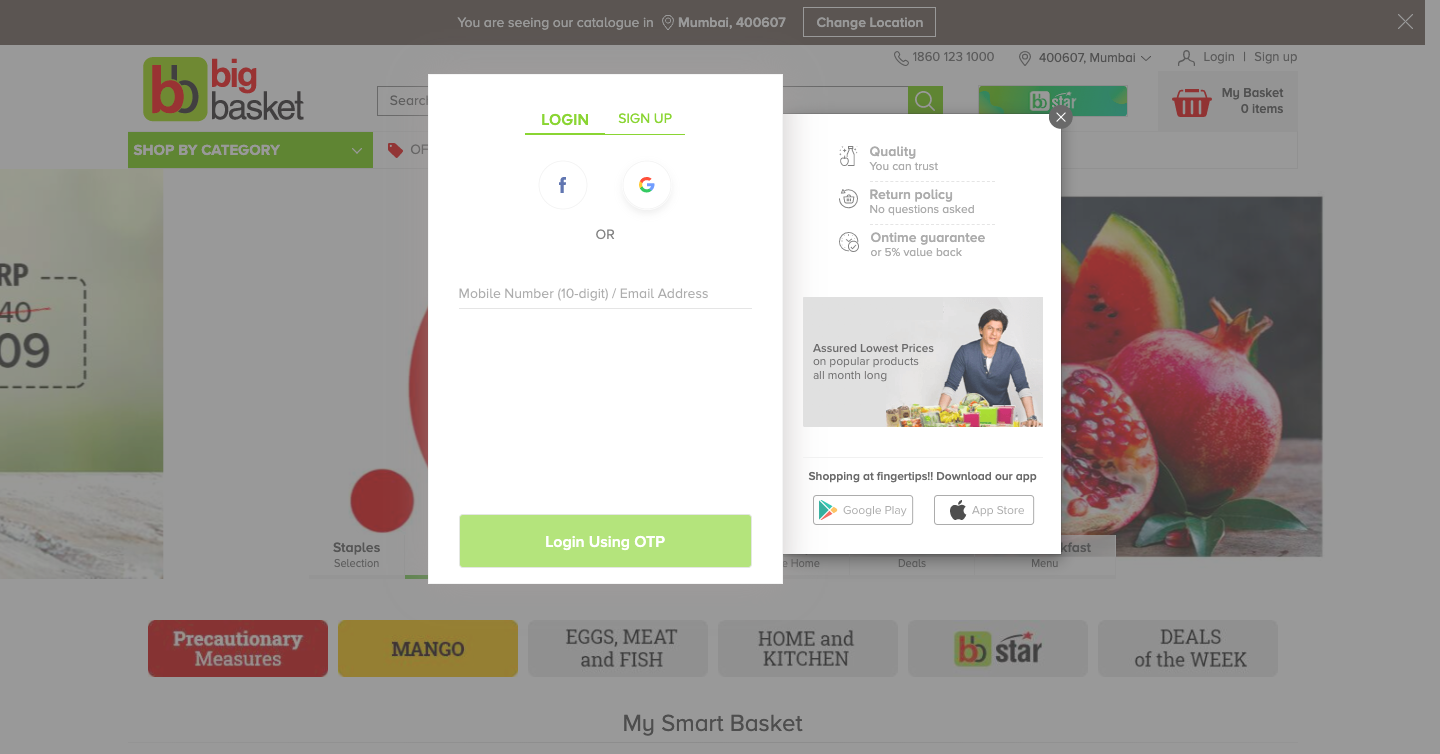 You are seeing our catalogue in Mumbai, 400607 Change Location
1860 123 1000 400607, Mumbai Login | Sign up
big
basket
bb
Searc
bb star
My Basket
0 items
SHOP BY CATEGORY
OF
LOGIN SIGN UP
f G
OR
Mobile Number (10-digit) / Email Address
Login Using OTP
Quality
You can trust
Return policy
No questions asked
Ontime guarantee
or 5% value back
Assured Lowest Prices
on popular products
all month long
Shopping at fingertips!! Download our app
Google Play App Store
RP
40
09
Staples
Selection
e Home
Deals
kfast
Menu
Precautionary
Measures
MANGO
EGGS, MEAT
and FISH
HOME and
KITCHEN
bb star
DEALS
of the WEEK
My Smart Basket